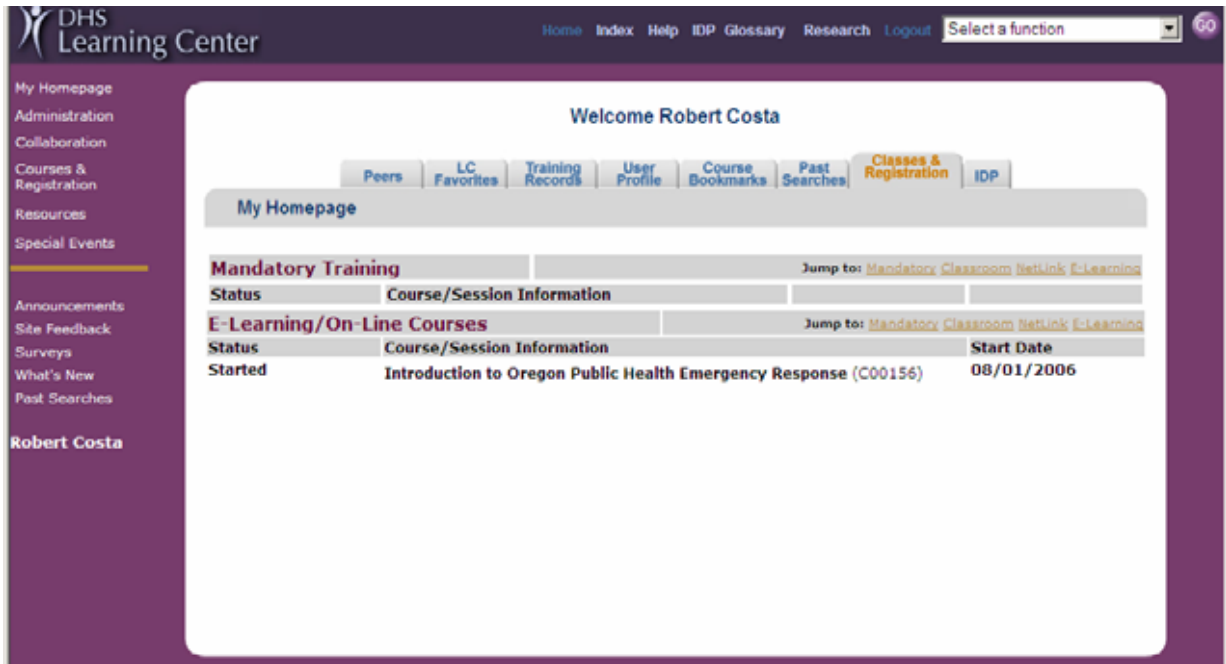 DHS
Learning Center
Home Index Help IDP Glossary Research Logout Select a function GO
My Homepage
Administration
Collaboration
Courses &
Registration
Resources
Special Events
Announcements
Site Feedback
Surveys
What's New
Past Searches
Robert Costa
Welcome Robert Costa
Peers
LC
Favorites
Training
Records
User
Profile
Course
Bookmarks
Past
Searches
Classes &
Registration
IDP
My Homepage
Mandatory Training Jump to: Mandatory Classroom NetLink E-Learning
Status Course/Session Information
E-Learning/On-Line Courses Jump to: Mandatory Classroom NetLink E-Learning
Status Course/Session Information Start Date
Started Introduction to Oregon Public Health Emergency Response (C00156) 08/01/2006